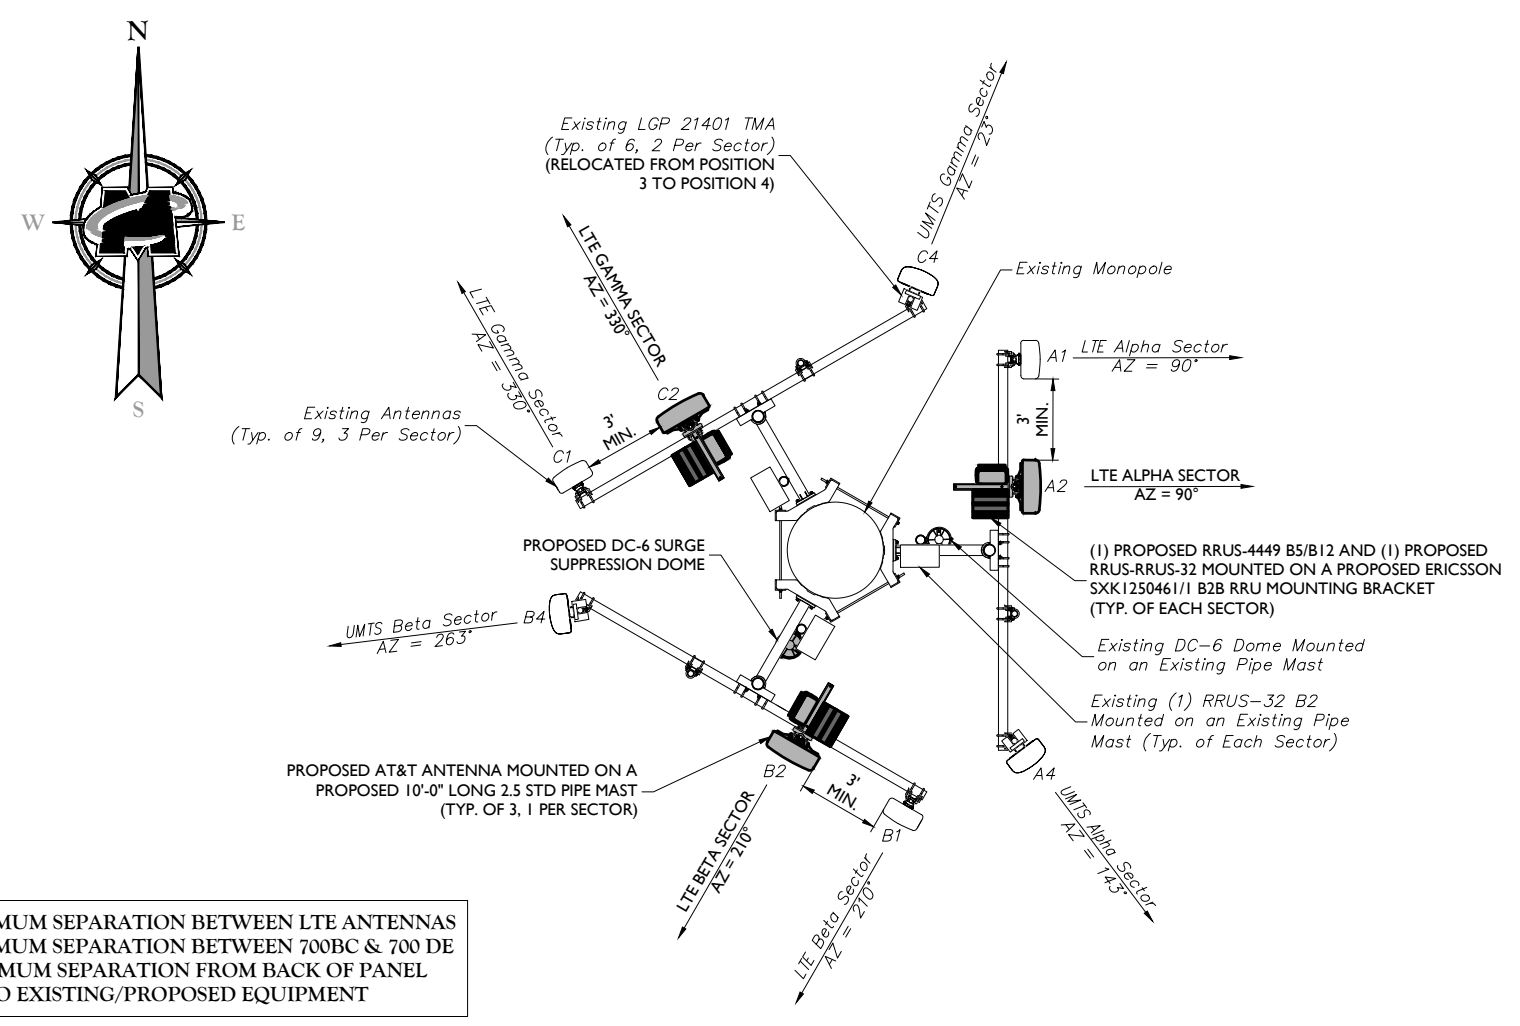 N
W
E
S
Existing LGP 21401 TMA
(Typ. of 6, 2 Per Sector)
(RELOCATED FROM POSITION
3 TO POSITION 4)
UMTS Gamma Sector
AZ = 23°
C4
Existing Monopole
LTE GAMMA SECTOR
AZ = 330°
LTE Gamma Sector
AZ = 330°
C2
C1
3'
MIN.
Existing Antennas
(Typ. of 9, 3 Per Sector)
A1
LTE Alpha Sector
AZ = 90°
3'
MIN.
A2
LTE ALPHA SECTOR
AZ = 90°
PROPOSED DC-6 SURGE
SUPPRESSION DOME
(1) PROPOSED RRUS-4449 B5/B12 AND (1) PROPOSED
RRUS-RRUS-32 MOUNTED ON A PROPOSED ERICSSON
SXK1250461/1 B2B RRU MOUNTING BRACKET
(TYP. OF EACH SECTOR)
UMTS Beta Sector
AZ = 263°
B4
Existing DC-6 Dome Mounted
on an Existing Pipe Mast
Existing (1) RRUS-32 B2
Mounted on an Existing Pipe
Mast (Typ. of Each Sector)
PROPOSED AT&T ANTENNA MOUNTED ON A
PROPOSED 10'-0" LONG 2.5 STD PIPE MAST
(TYP. OF 3, 1 PER SECTOR)
B2
3'
MIN.
B1
A4
LTE BETA SECTOR
AZ = 210°
LTE Beta Sector
AZ = 210°
UMTS Alpha Sector
AZ = 143°
MUM SEPARATION BETWEEN LTE ANTENNAS
MUM SEPARATION BETWEEN 700BC & 700 DE
MUM SEPARATION FROM BACK OF PANEL
O EXISTING/PROPOSED EQUIPMENT